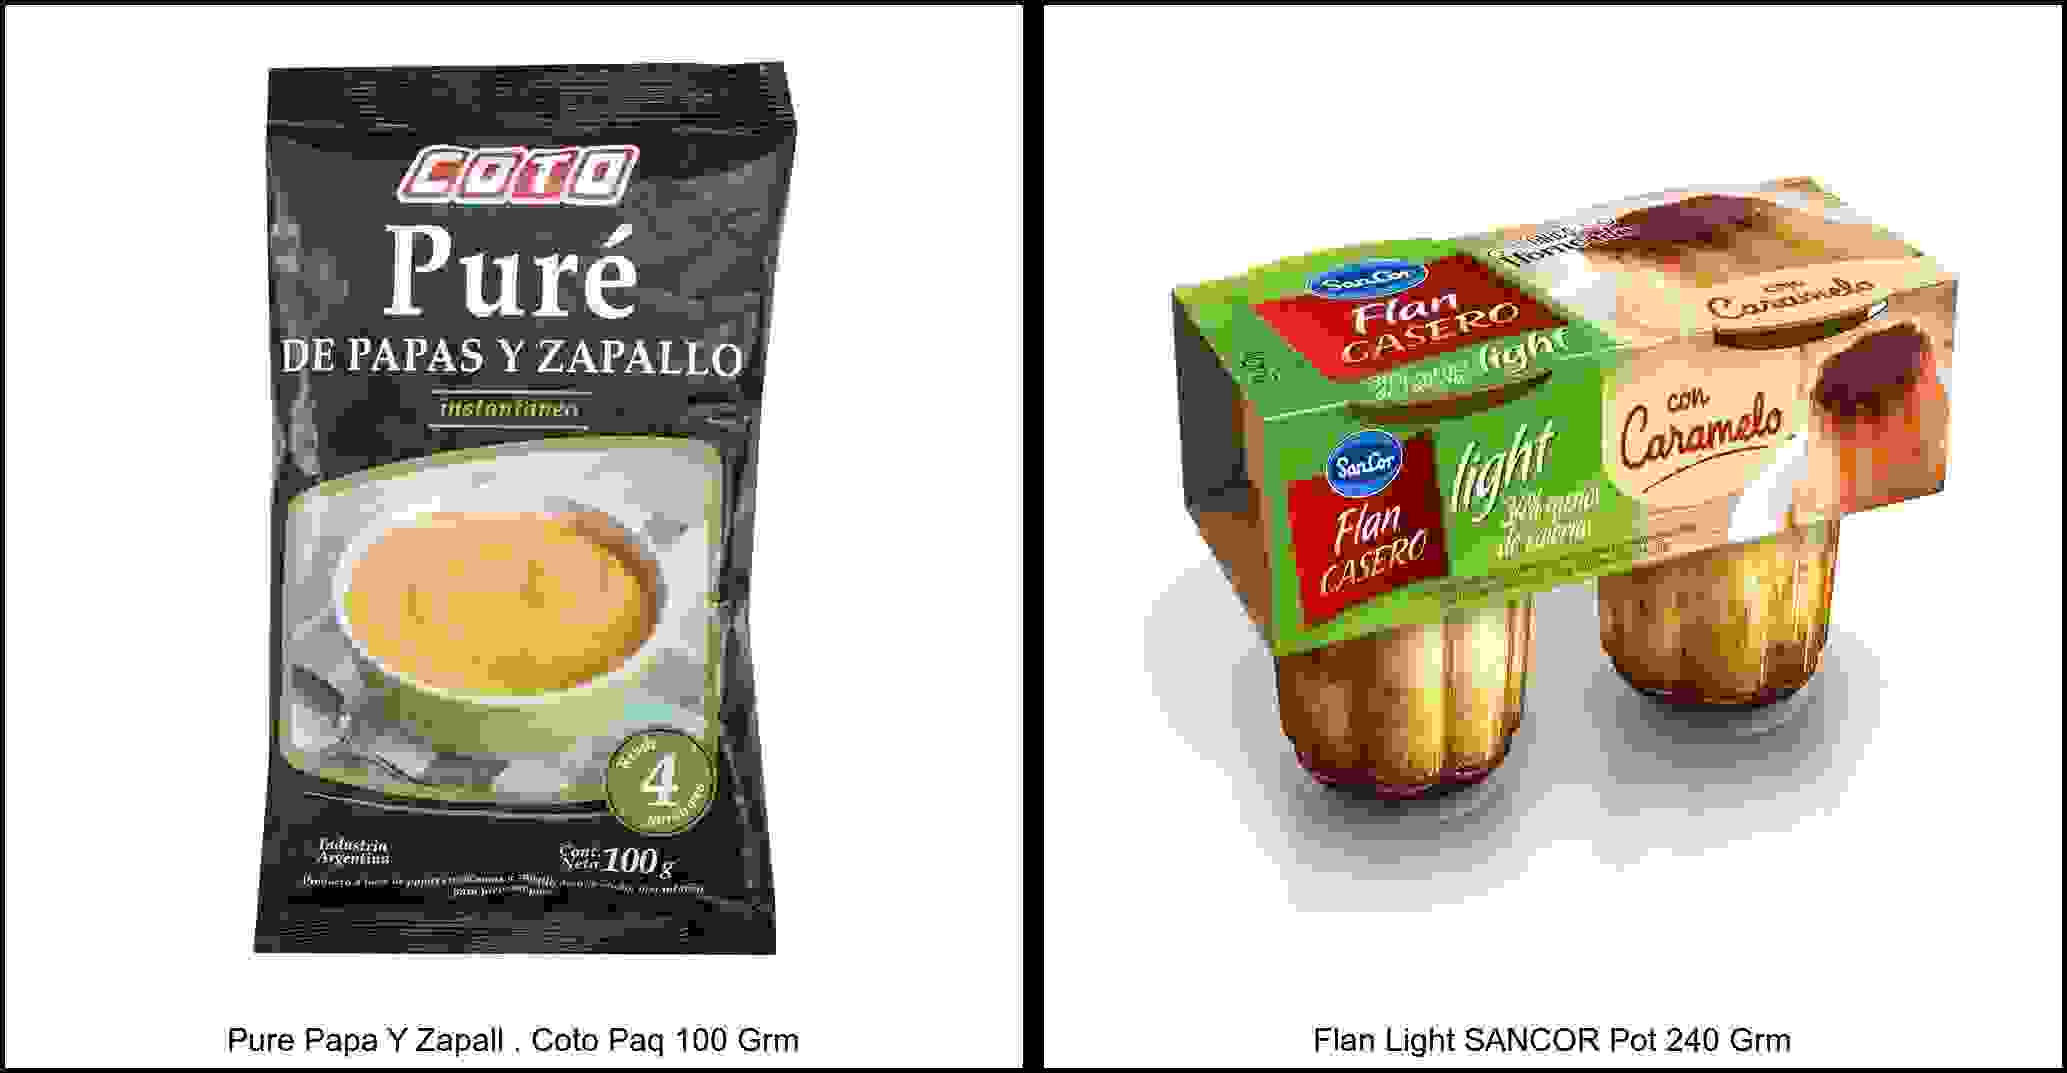 COTO
Puré
DE PAPAS Y ZAPALLO
instantáneo
Rinde
4
Industria
Argentina
Cont.
Neto 100 g
Pure Papa Y Zapall . Coto Paq 100 Grm
SanCor
Flan
CASERO
light
con
Caramelo
SanCor
Flan
CASERO
light
con
Caramelo
Flan Light SANCOR Pot 240 Grm